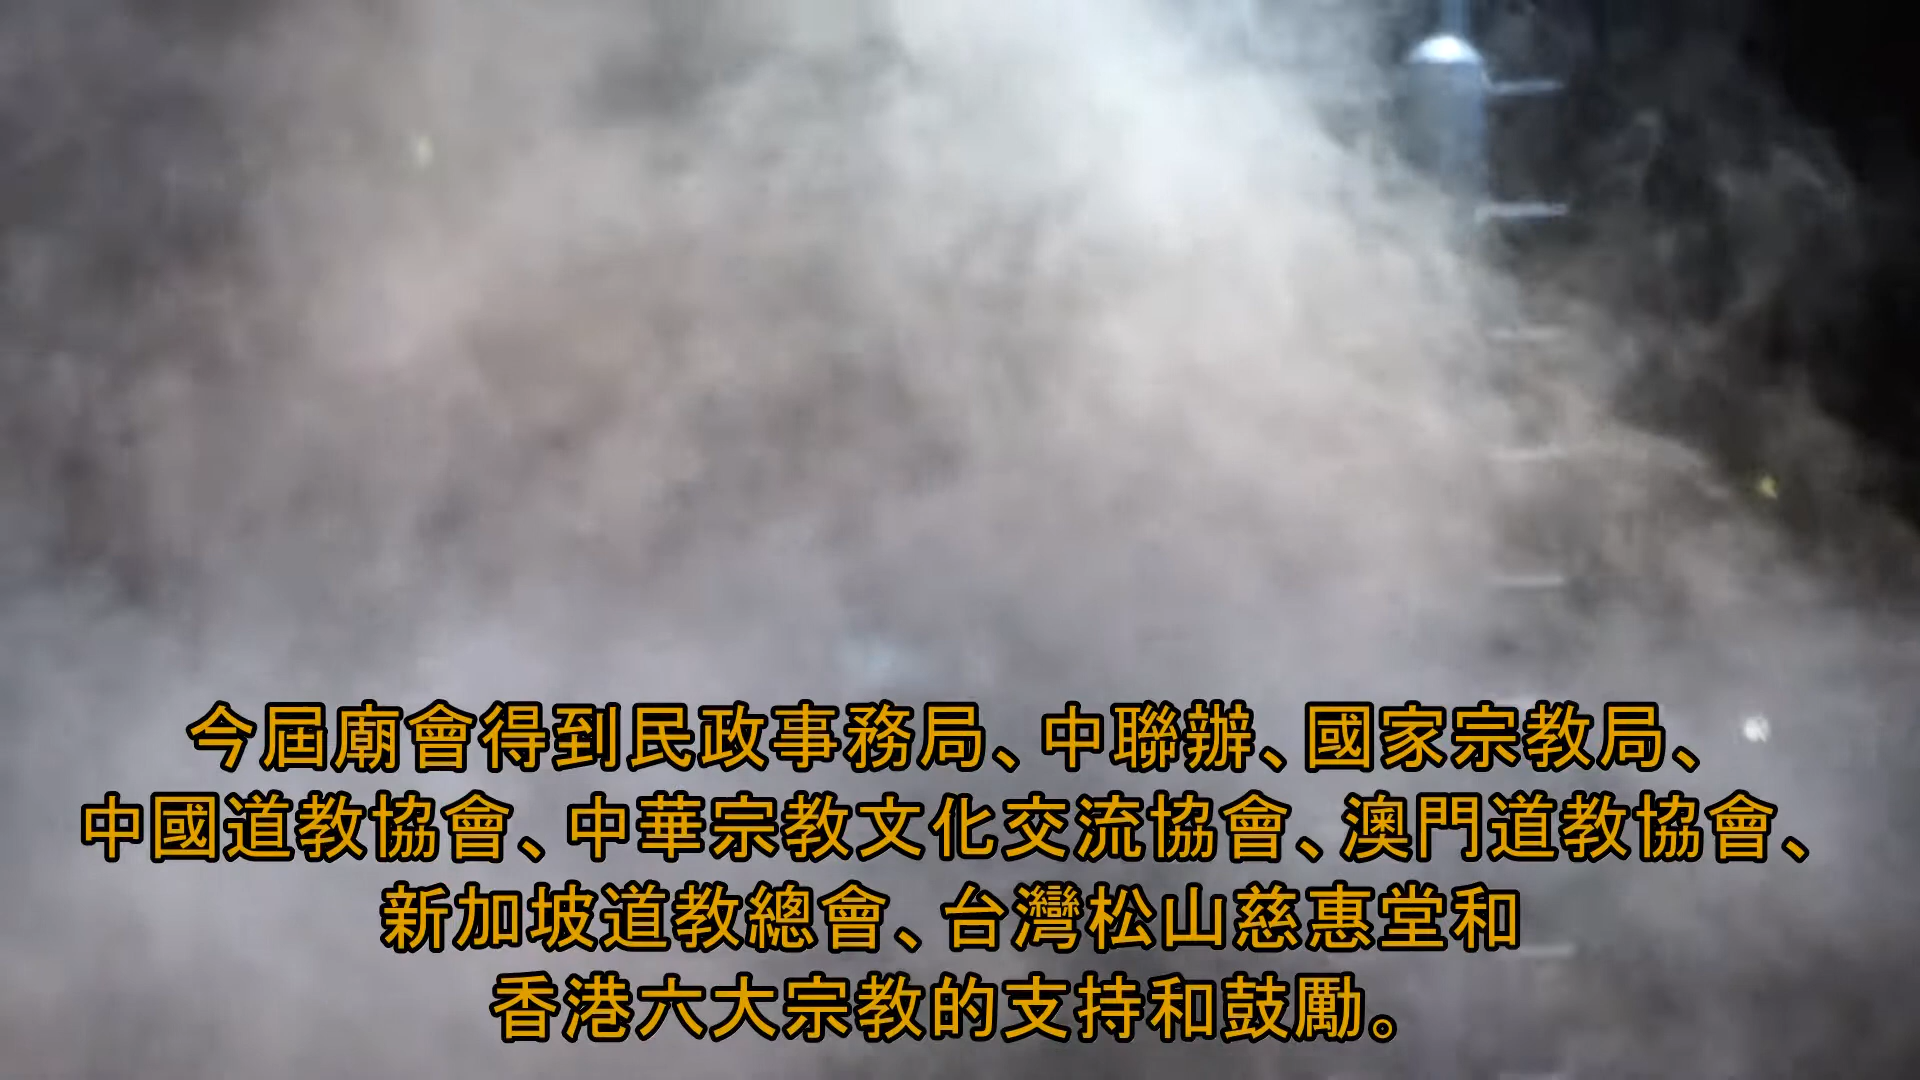 今屆廟會得到民政事務局、中聯辦、國家宗教局、
中國道教協會、中華宗教文化交流協會、澳門道教協會、
新加坡道教總會、台灣松山慈惠堂和
香港六大宗教的支持和鼓勵。